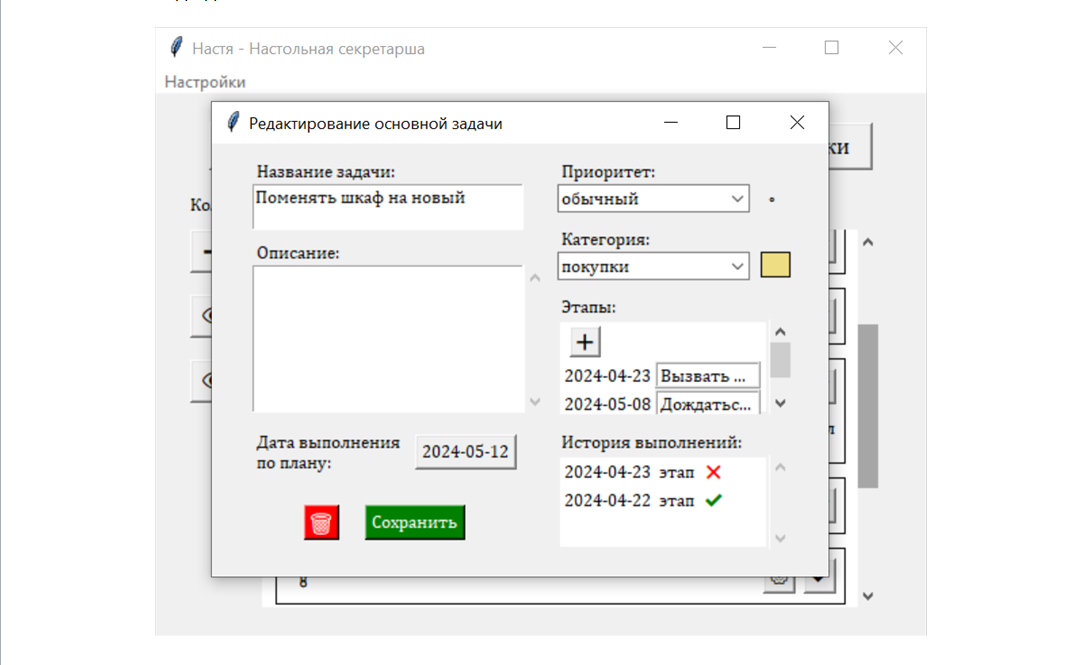 Настя - Настольная секретарша
Настройки
Редактирование основной задачи
Название задачи:
Поменять шкаф на новый
Описание:
Дата выполнения
по плану:
2024-05-12
Сохранить
Приоритет:
обычный
Категория:
покупки
Этапы:
+
2024-04-23 Вызвать ...
2024-05-08 Дождатьс...
История выполнений:
2024-04-23 этап
2024-04-22 этап
ки
Ко
л
8